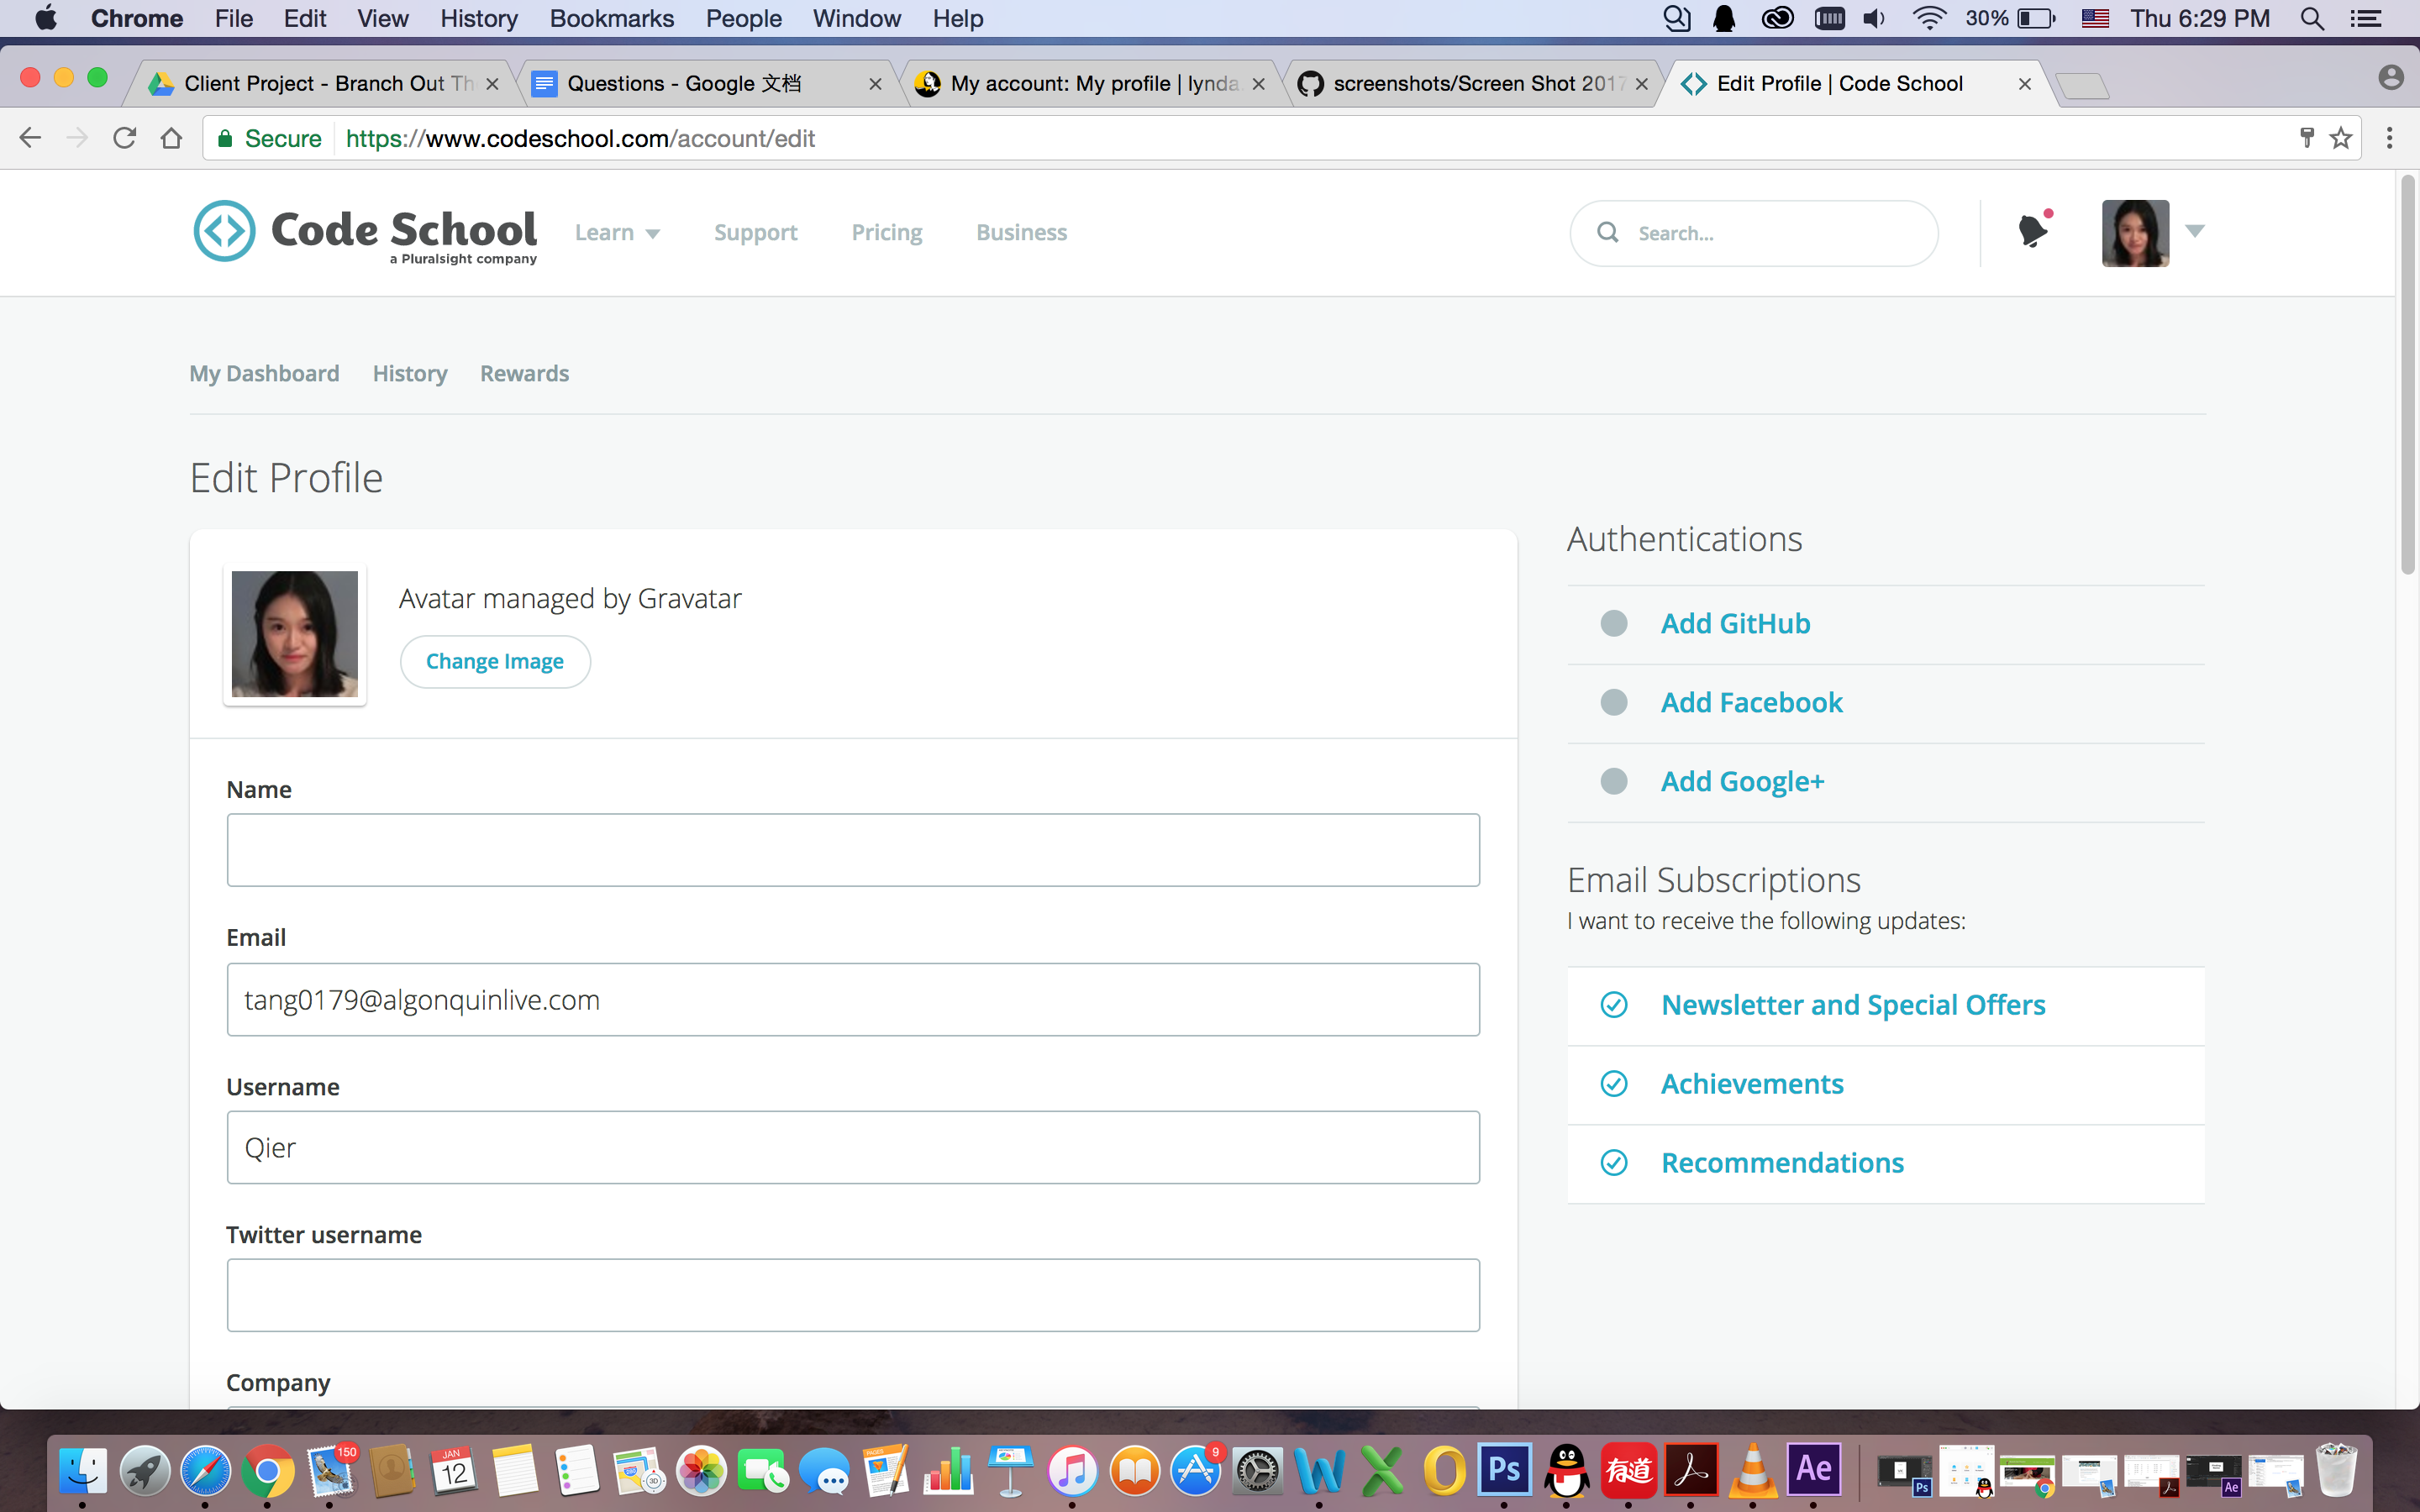 Chrome File Edit View History Bookmarks People Window Help 30% Thu 6:29 PM
Client Project - Branch Out Th
Questions - Google 文档
My account: My profile | lynda.
screenshots/Screen Shot 2017
Edit Profile | Code School
Secure https://www.codeschool.com/account/edit
Code School
a Pluralsight company
Learn Support Pricing Business
Search...
My Dashboard History Rewards
Edit Profile
Avatar managed by Gravatar
Change Image
Name
Email
tang0179@algonquinlive.com
Username
Qier
Twitter username
Company
Authentications
Add GitHub
Add Facebook
Add Google+
Email Subscriptions
I want to receive the following updates:
Newsletter and Special Offers
Achievements
Recommendations
150
JAN
12
PAGES
3D
9
Ps
有道
Ae
Ps
Ae